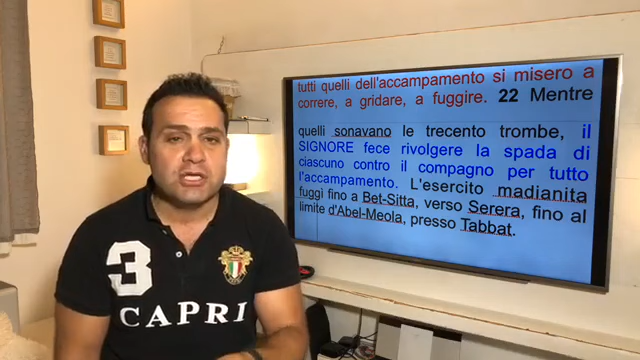 tutti quelli dell'accampamento si misero a
correre, a gridare, a fuggire. 22 Mentre
quelli sonavano le trecento trombe, il
SIGNORE fece rivolgere la spada di
ciascuno contro il compagno per tutto
l'accampamento. L'esercito madianita
fuggì fino a Bet-Sitta, verso Serera, fino al
limite d'Abel-Meola, presso Tabbat.
3
CAPRI